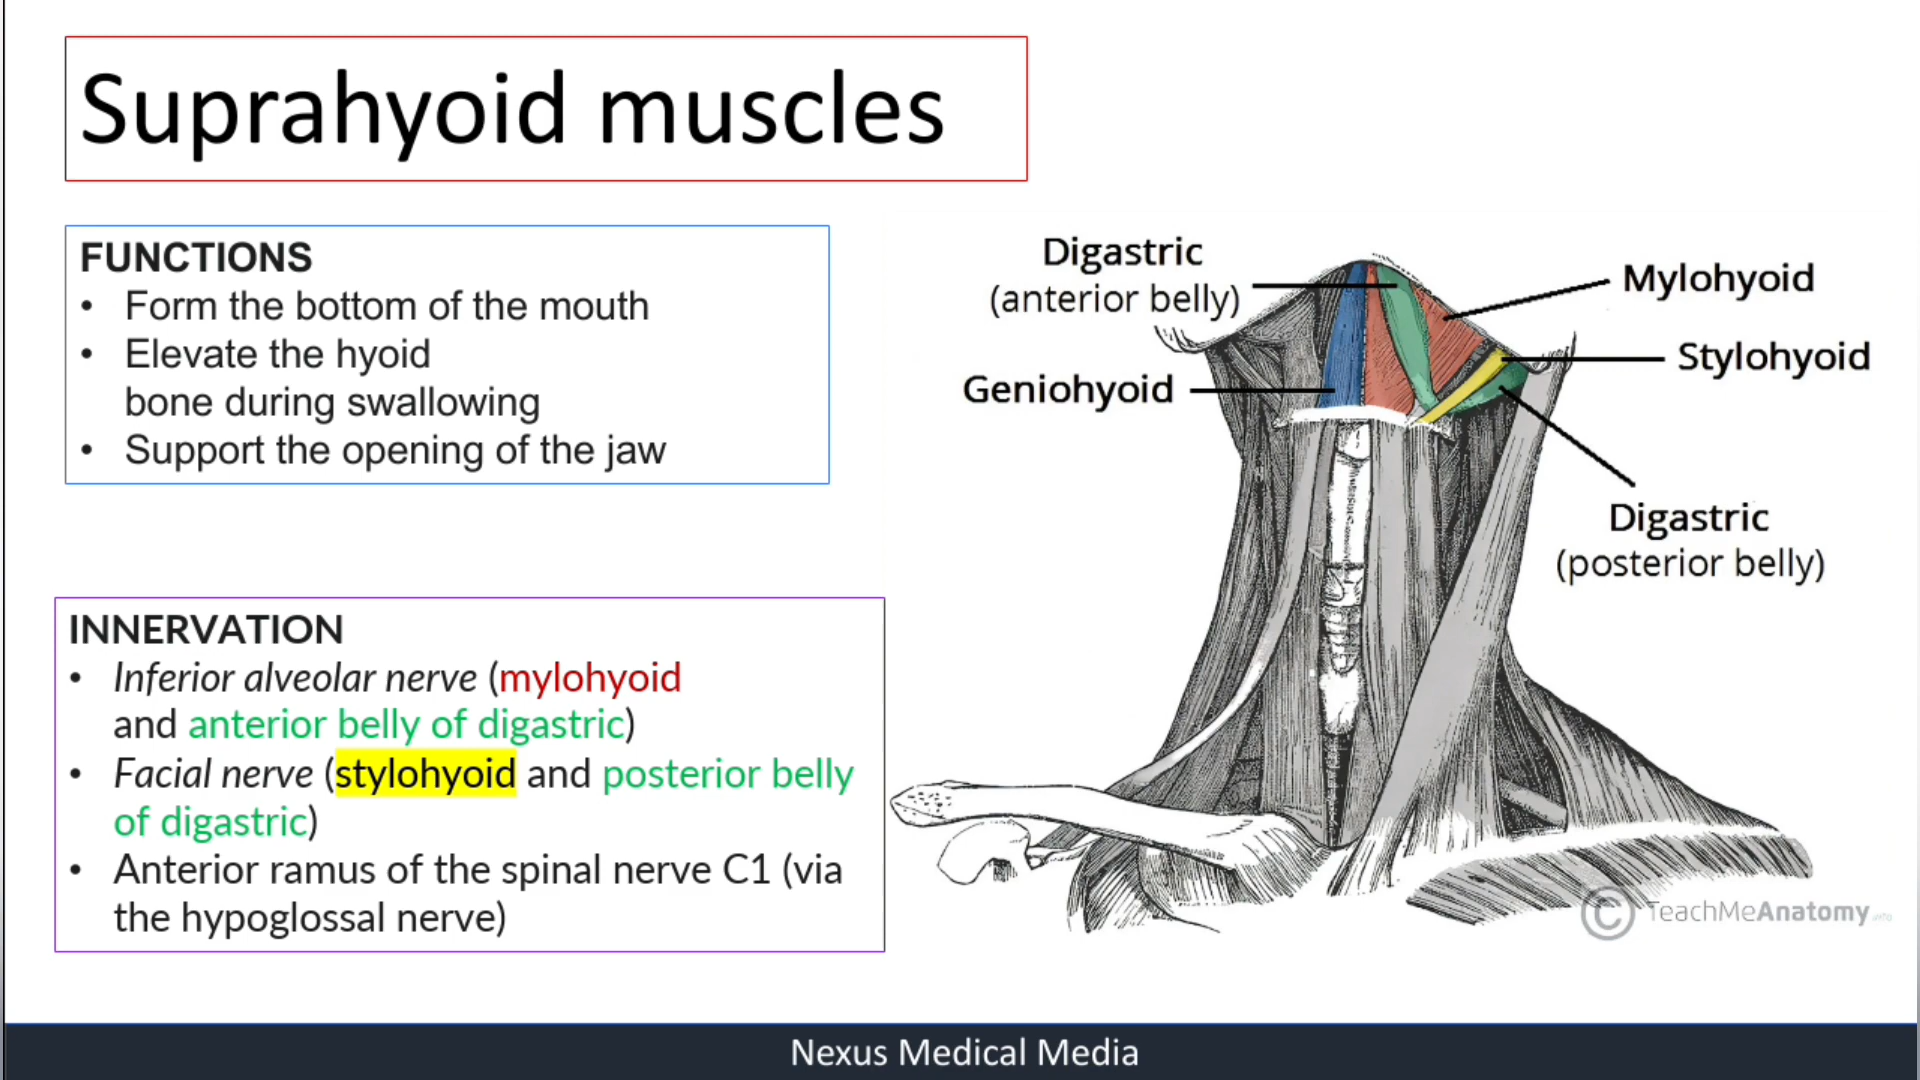 Suprahyoid muscles
FUNCTIONS
• Form the bottom of the mouth
• Elevate the hyoid
bone during swallowing
• Support the opening of the jaw
INNERVATION
• Inferior alveolar nerve (mylohyoid
and anterior belly of digastric)
• Facial nerve (stylohyoid and posterior belly
of digastric)
• Anterior ramus of the spinal nerve C1 (via
the hypoglossal nerve)
Digastric
(anterior belly)
Geniohyoid
Mylohyoid
Stylohyoid
Digastric
(posterior belly)
© TeachMeAnatomy.info
Nexus Medical Media